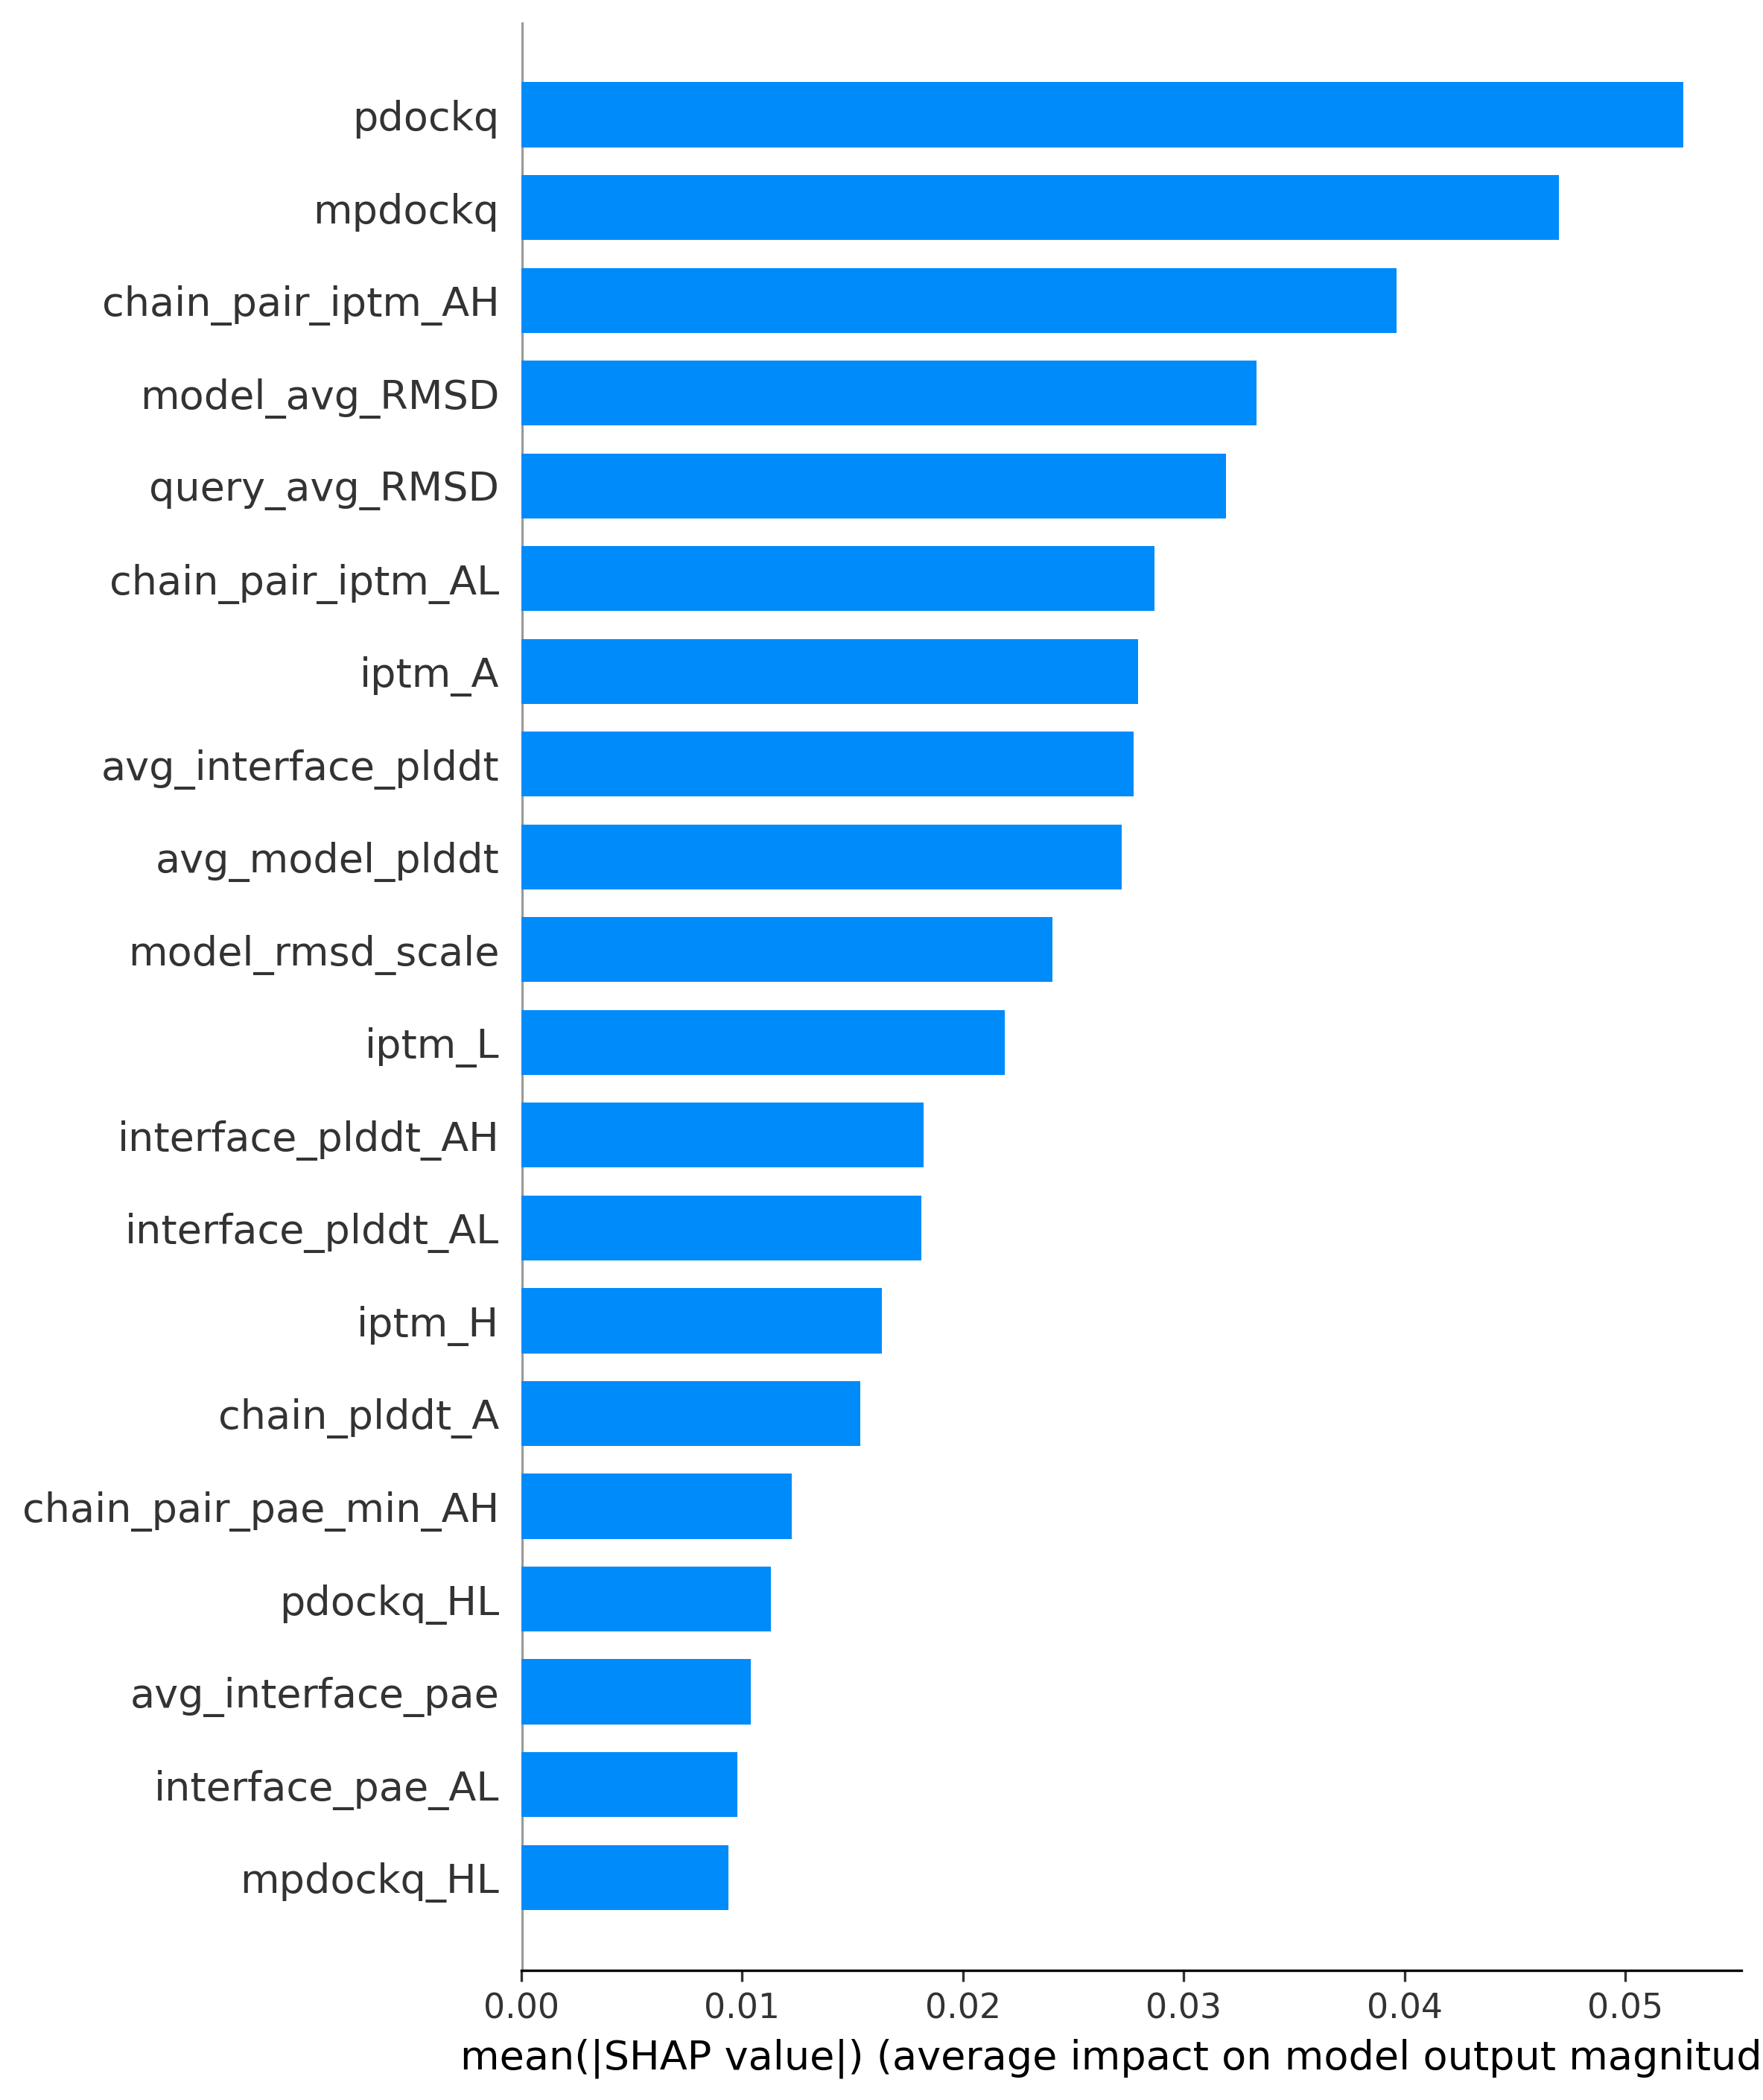 pdockq
mpdockq
chain_pair_iptm_AH
model_avg_RMSD
query_avg_RMSD
chain_pair_iptm_AL
iptm_A
avg_interface_plddt
avg_model_plddt
model_rmsd_scale
iptm_L
interface_plddt_AH
interface_plddt_AL
iptm_H
chain_plddt_A
chain_pair_pae_min_AH
pdockq_HL
avg_interface_pae
interface_pae_AL
mpdockq_HL
0.00 0.01 0.02 0.03 0.04 0.05
mean(|SHAP value|) (average impact on model output magnitud